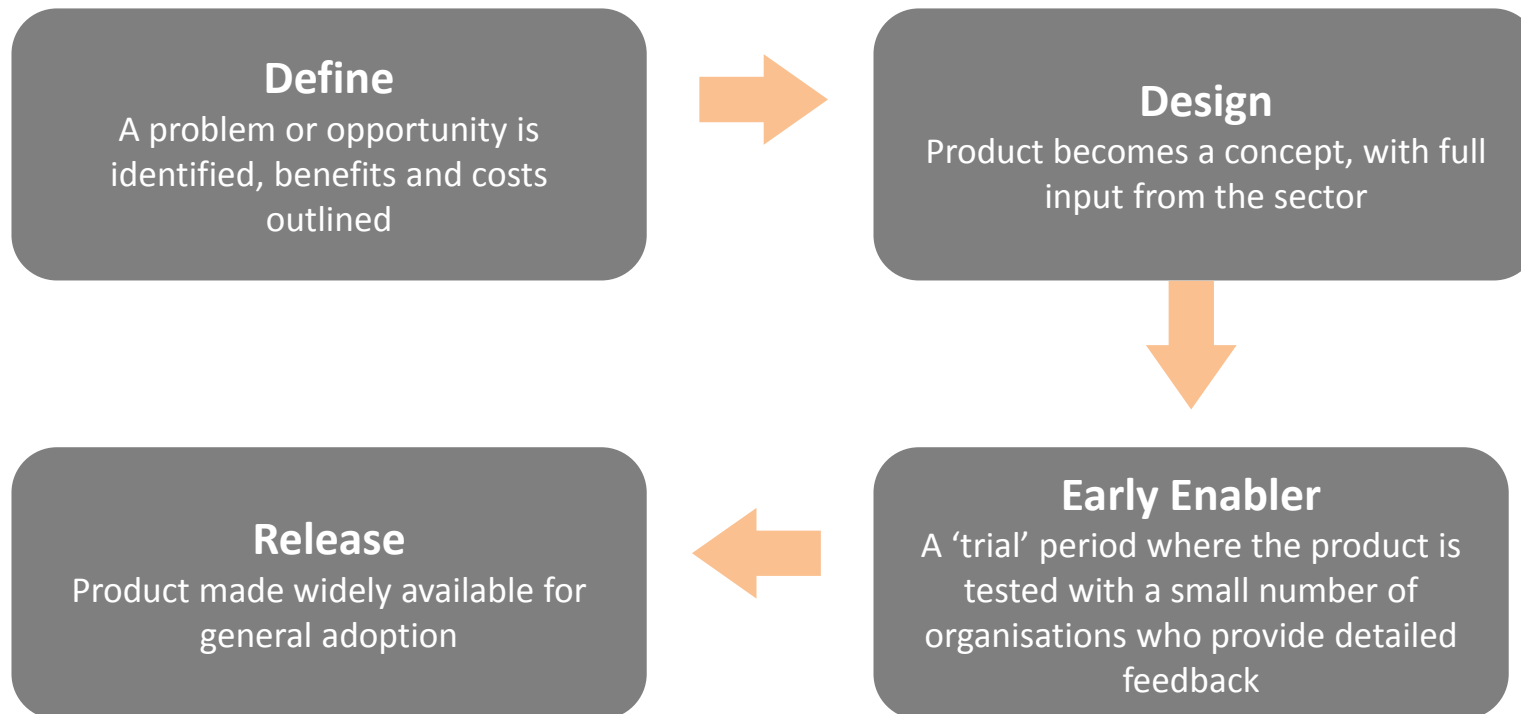 Define
A problem or opportunity is
identified, benefits and costs
outlined
Design
Product becomes a concept, with full
input from the sector
Early Enabler
A ‘trial’ period where the product is
tested with a small number of
organisations who provide detailed
feedback
Release
Product made widely available for
general adoption